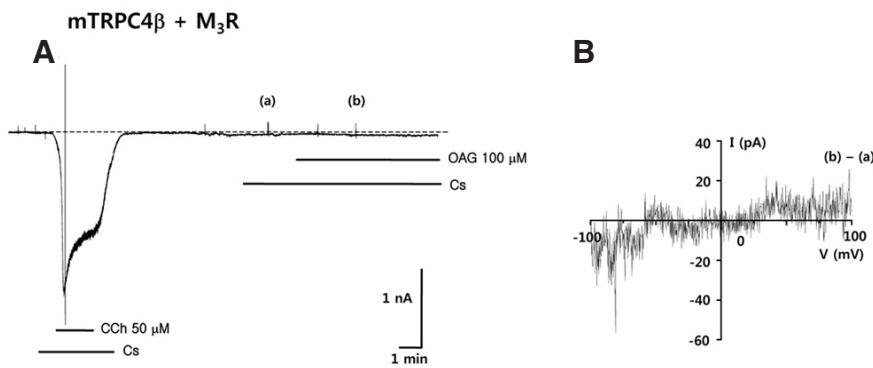 mTRPC4β + M₃R
A
(a)
(b)
OAG 100 μM
Cs
1 nA
1 min
CCh 50 μM
Cs
B
40
I (pA)
(b) – (a)
20
-100
0
100
V (mV)
-20
-40
-60